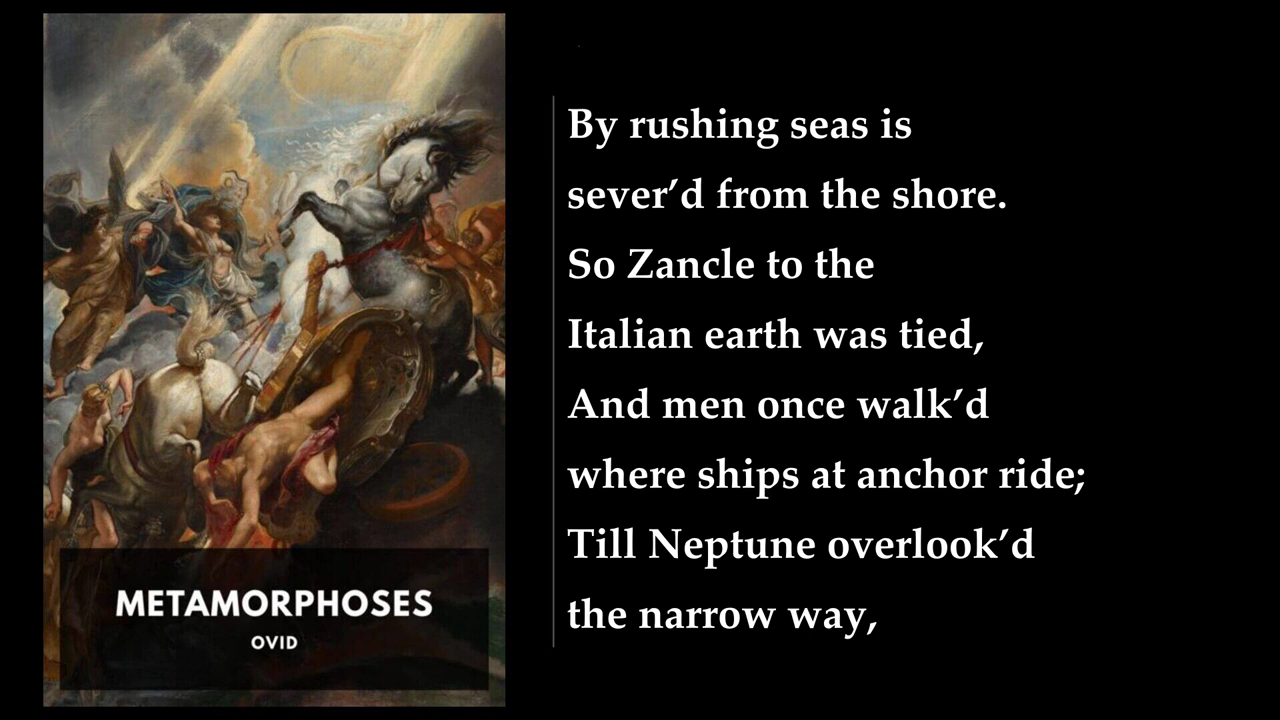 METAMORPHOSES
OVID
By rushing seas is
sever’d from the shore.
So Zancle to the
Italian earth was tied,
And men once walk’d
where ships at anchor ride;
Till Neptune overlook’d
the narrow way,